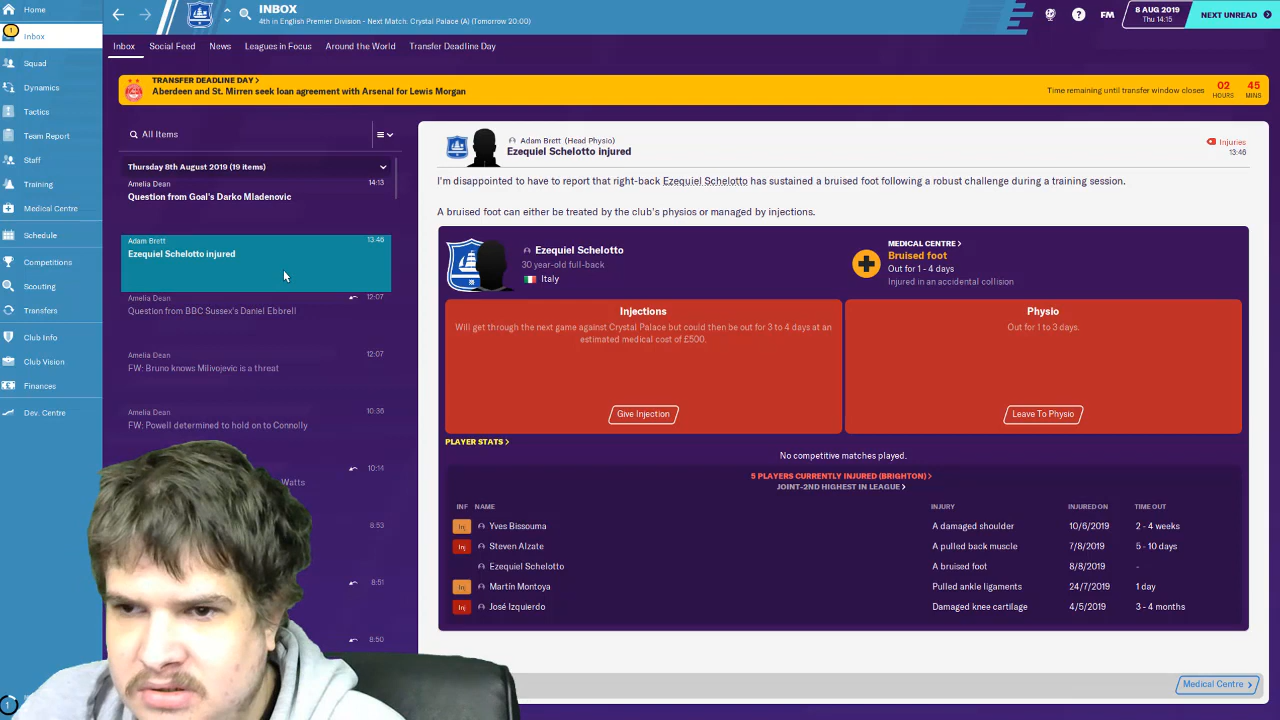 Home
INBOX
4th in English Premier Division - Next Match: Crystal Palace (A) (Tomorrow 20:00)
FM
8 AUG 2019
Thu 14:15
NEXT UNREAD
1
Inbox
Inbox
Social Feed
News
Leagues in Focus
Around the World
Transfer Deadline Day
Squad
Dynamics
Tactics
Team Report
Staff
Training
Medical Centre
Schedule
Competitions
Scouting
Transfers
Club Info
Club Vision
Finances
Dev. Centre
1
TRANSFER DEADLINE DAY >
Aberdeen and St. Mirren seek loan agreement with Arsenal for Lewis Morgan
Time remaining until transfer window closes
02
HOURS
45
MINS
All Items
Thursday 8th August 2019 (19 items)
Amelia Dean
14:13
Question from Goal's Darko Mladenovic
Adam Brett
13:46
Ezequiel Schelotto injured
Amelia Dean
12:07
Question from BBC Sussex's Daniel Ebbrell
Amelia Dean
12:07
FW: Bruno knows Milivojevic is a threat
Amelia Dean
10:36
FW: Powell determined to hold on to Connolly
10:14
Watts
8:53
8:51
8:50
Adam Brett (Head Physio)
Ezequiel Schelotto injured
Injuries
13:46
I'm disappointed to have to report that right-back Ezequiel Schelotto has sustained a bruised foot following a robust challenge during a training session.
A bruised foot can either be treated by the club's physios or managed by injections.
Ezequiel Schelotto
30 year-old full-back
Italy
MEDICAL CENTRE >
Bruised foot
Out for 1 - 4 days
Injured in an accidental collision
Injections
Will get through the next game against Crystal Palace but could then be out for 3 to 4 days at an
estimated medical cost of £500.
Give Injection
Physio
Out for 1 to 3 days.
Leave To Physio
PLAYER STATS >
No competitive matches played.
5 PLAYERS CURRENTLY INJURED (BRIGHTON) >
JOINT-2ND HIGHEST IN LEAGUE >
INF NAME INJURY INJURED ON TIME OUT
Inj Yves Bissouma A damaged shoulder 10/6/2019 2 - 4 weeks
Inj Steven Alzate A pulled back muscle 7/8/2019 5 - 10 days
Ezequiel Schelotto A bruised foot 8/8/2019 -
Inj Martín Montoya Pulled ankle ligaments 24/7/2019 1 day
Inj José Izquierdo Damaged knee cartilage 4/5/2019 3 - 4 months
Medical Centre >